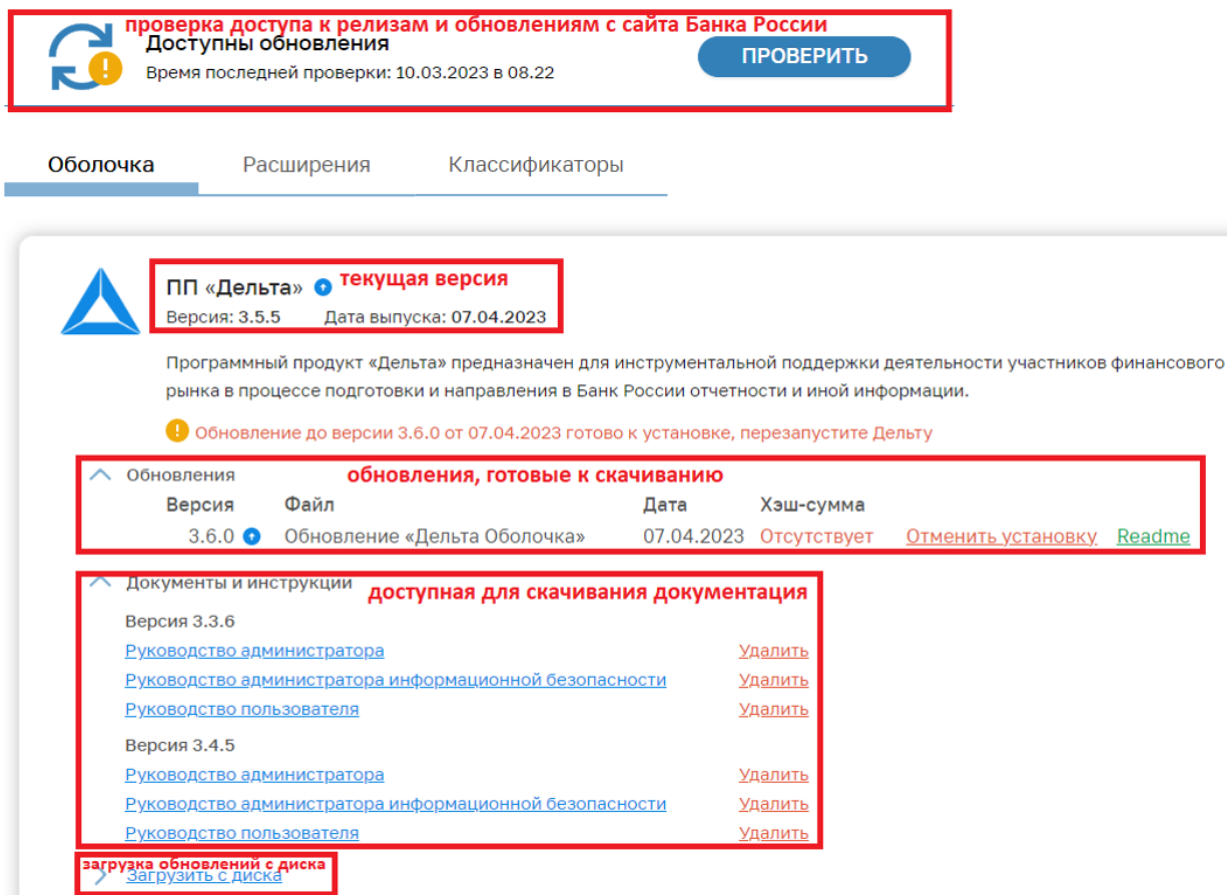 проверка доступа к релизам и обновлениям с сайта Банка России
Доступны обновления
Время последней проверки: 10.03.2023 в 08.22
ПРОВЕРИТЬ
Оболочка Расширения Классификаторы
ПП «Дельта» текущая версия
Версия: 3.5.5 Дата выпуска: 07.04.2023
Программный продукт «Дельта» предназначен для инструментальной поддержки деятельности участников финансового
рынка в процессе подготовки и направления в Банк России отчетности и иной информации.
Обновление до версии 3.6.0 от 07.04.2023 готово к установке, перезапустите Дельту
Обновления обновления, готовые к скачиванию
Версия Файл Дата Хэш-сумма
3.6.0 Обновление «Дельта Оболочка» 07.04.2023 Отсутствует Отменить установку Readme
Документы и инструкции доступная для скачивания документация
Версия 3.3.6
Руководство администратора Удалить
Руководство администратора информационной безопасности Удалить
Руководство пользователя Удалить
Версия 3.4.5
Руководство администратора Удалить
Руководство администратора информационной безопасности Удалить
Руководство пользователя Удалить
загрузка обновлений с диска
Загрузить с диска